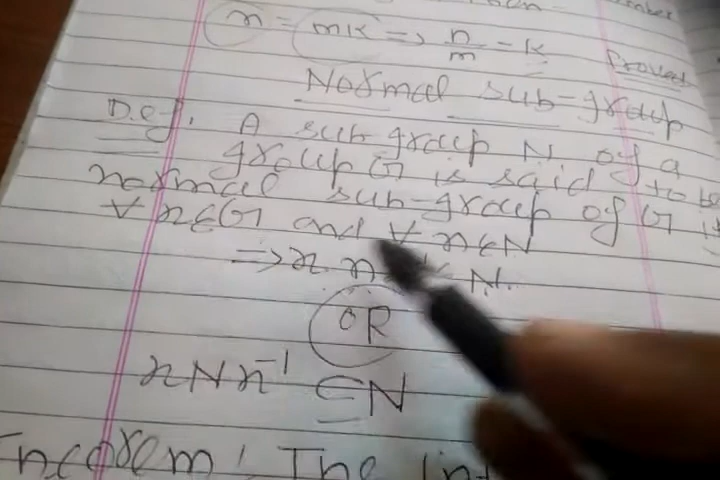 n = mk => n/m = k
Proved
Normal sub-group
Def. A sub group N of a
group G is said to be
normal sub-group of G if
∀ x∈G and ∀ n∈N
=> x n N.
OR
xNx⁻¹ ⊆N
Theorem! The